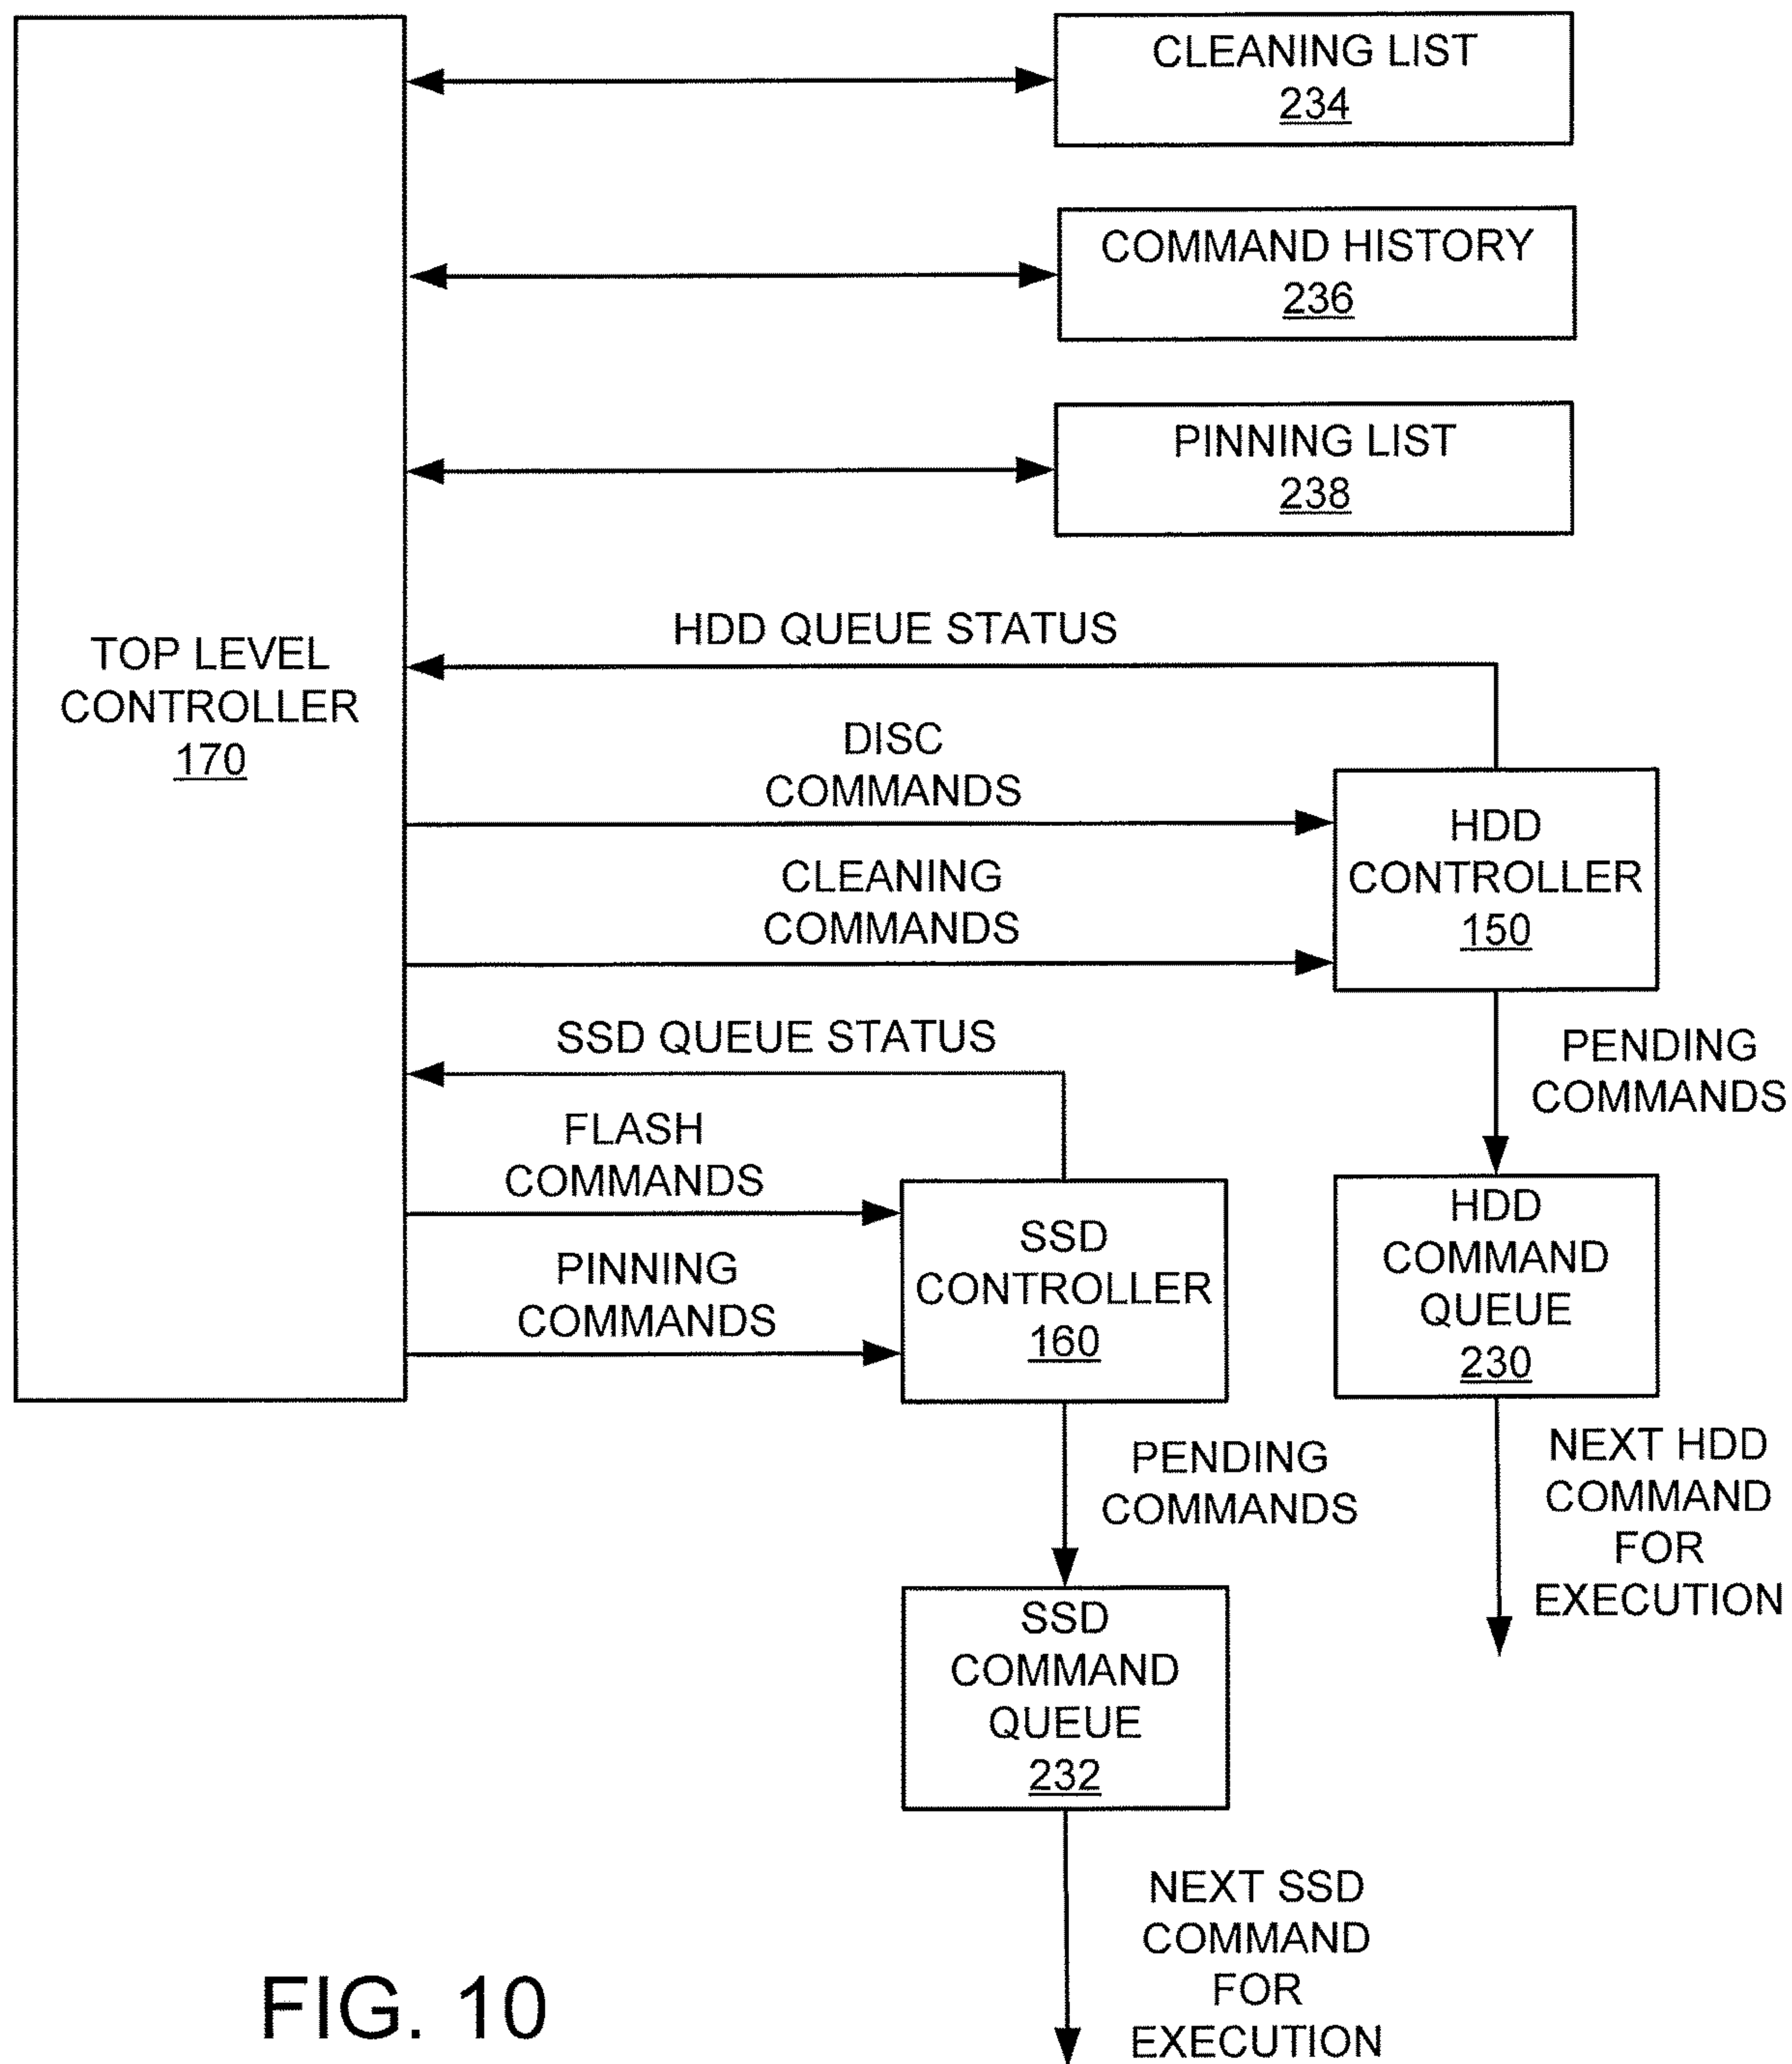 CLEANING LIST
234
COMMAND HISTORY
236
PINNING LIST
238
TOP LEVEL
CONTROLLER
170
HDD QUEUE STATUS
DISC
COMMANDS
CLEANING
COMMANDS
HDD
CONTROLLER
150
SSD QUEUE STATUS
PENDING
COMMANDS
FLASH
COMMANDS
PINNING
COMMANDS
SSD
CONTROLLER
160
HDD
COMMAND
QUEUE
230
PENDING
COMMANDS
NEXT HDD
COMMAND
FOR
EXECUTION
SSD
COMMAND
QUEUE
232
NEXT SSD
COMMAND
FOR
EXECUTION
FIG. 10